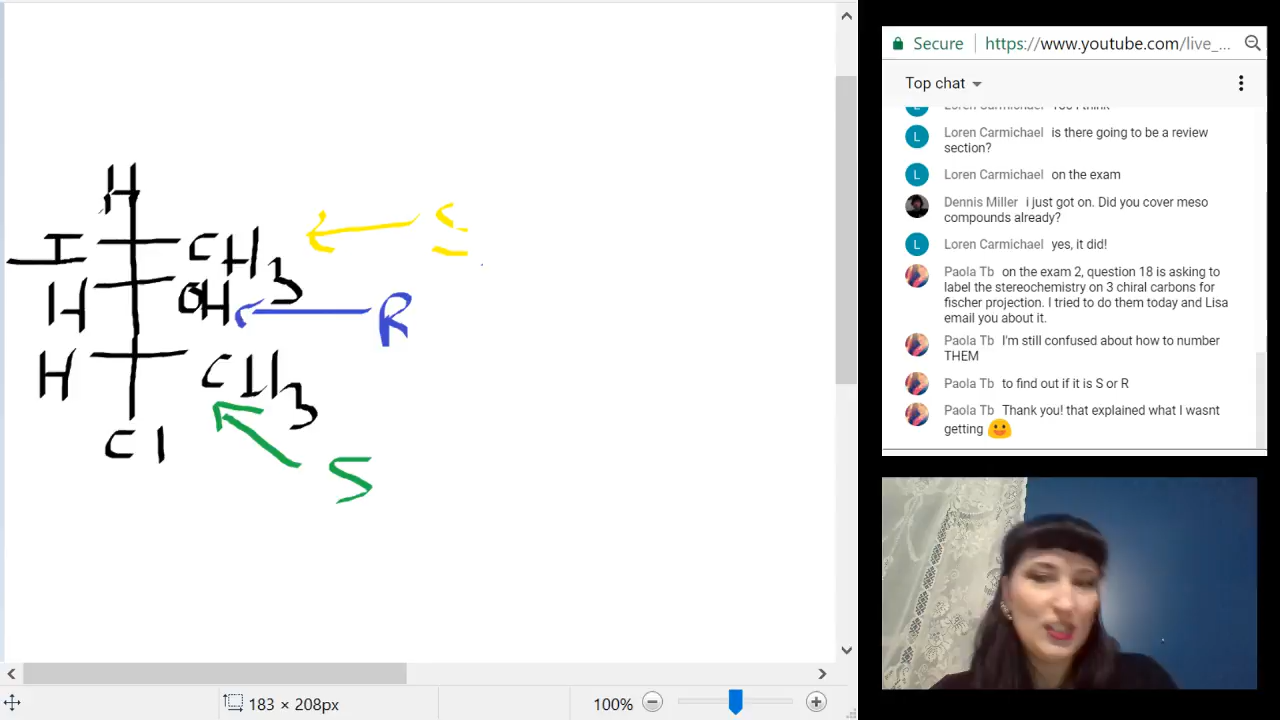 H
I CH3
S
H OH
R
H CH3
Cl
S
183 × 208px
100%
Secure
https://www.youtube.com/live_...
Top chat
Loren Carmichael
L Loren Carmichael is there going to be a review
section?
L Loren Carmichael on the exam
Dennis Miller i just got on. Did you cover meso
compounds already?
L Loren Carmichael yes, it did!
Paola Tb on the exam 2, question 18 is asking to
label the stereochemistry on 3 chiral carbons for
fischer projection. I tried to do them today and Lisa
email you about it.
Paola Tb I'm still confused about how to number
THEM
Paola Tb to find out if it is S or R
Paola Tb Thank you! that explained what I wasnt
getting